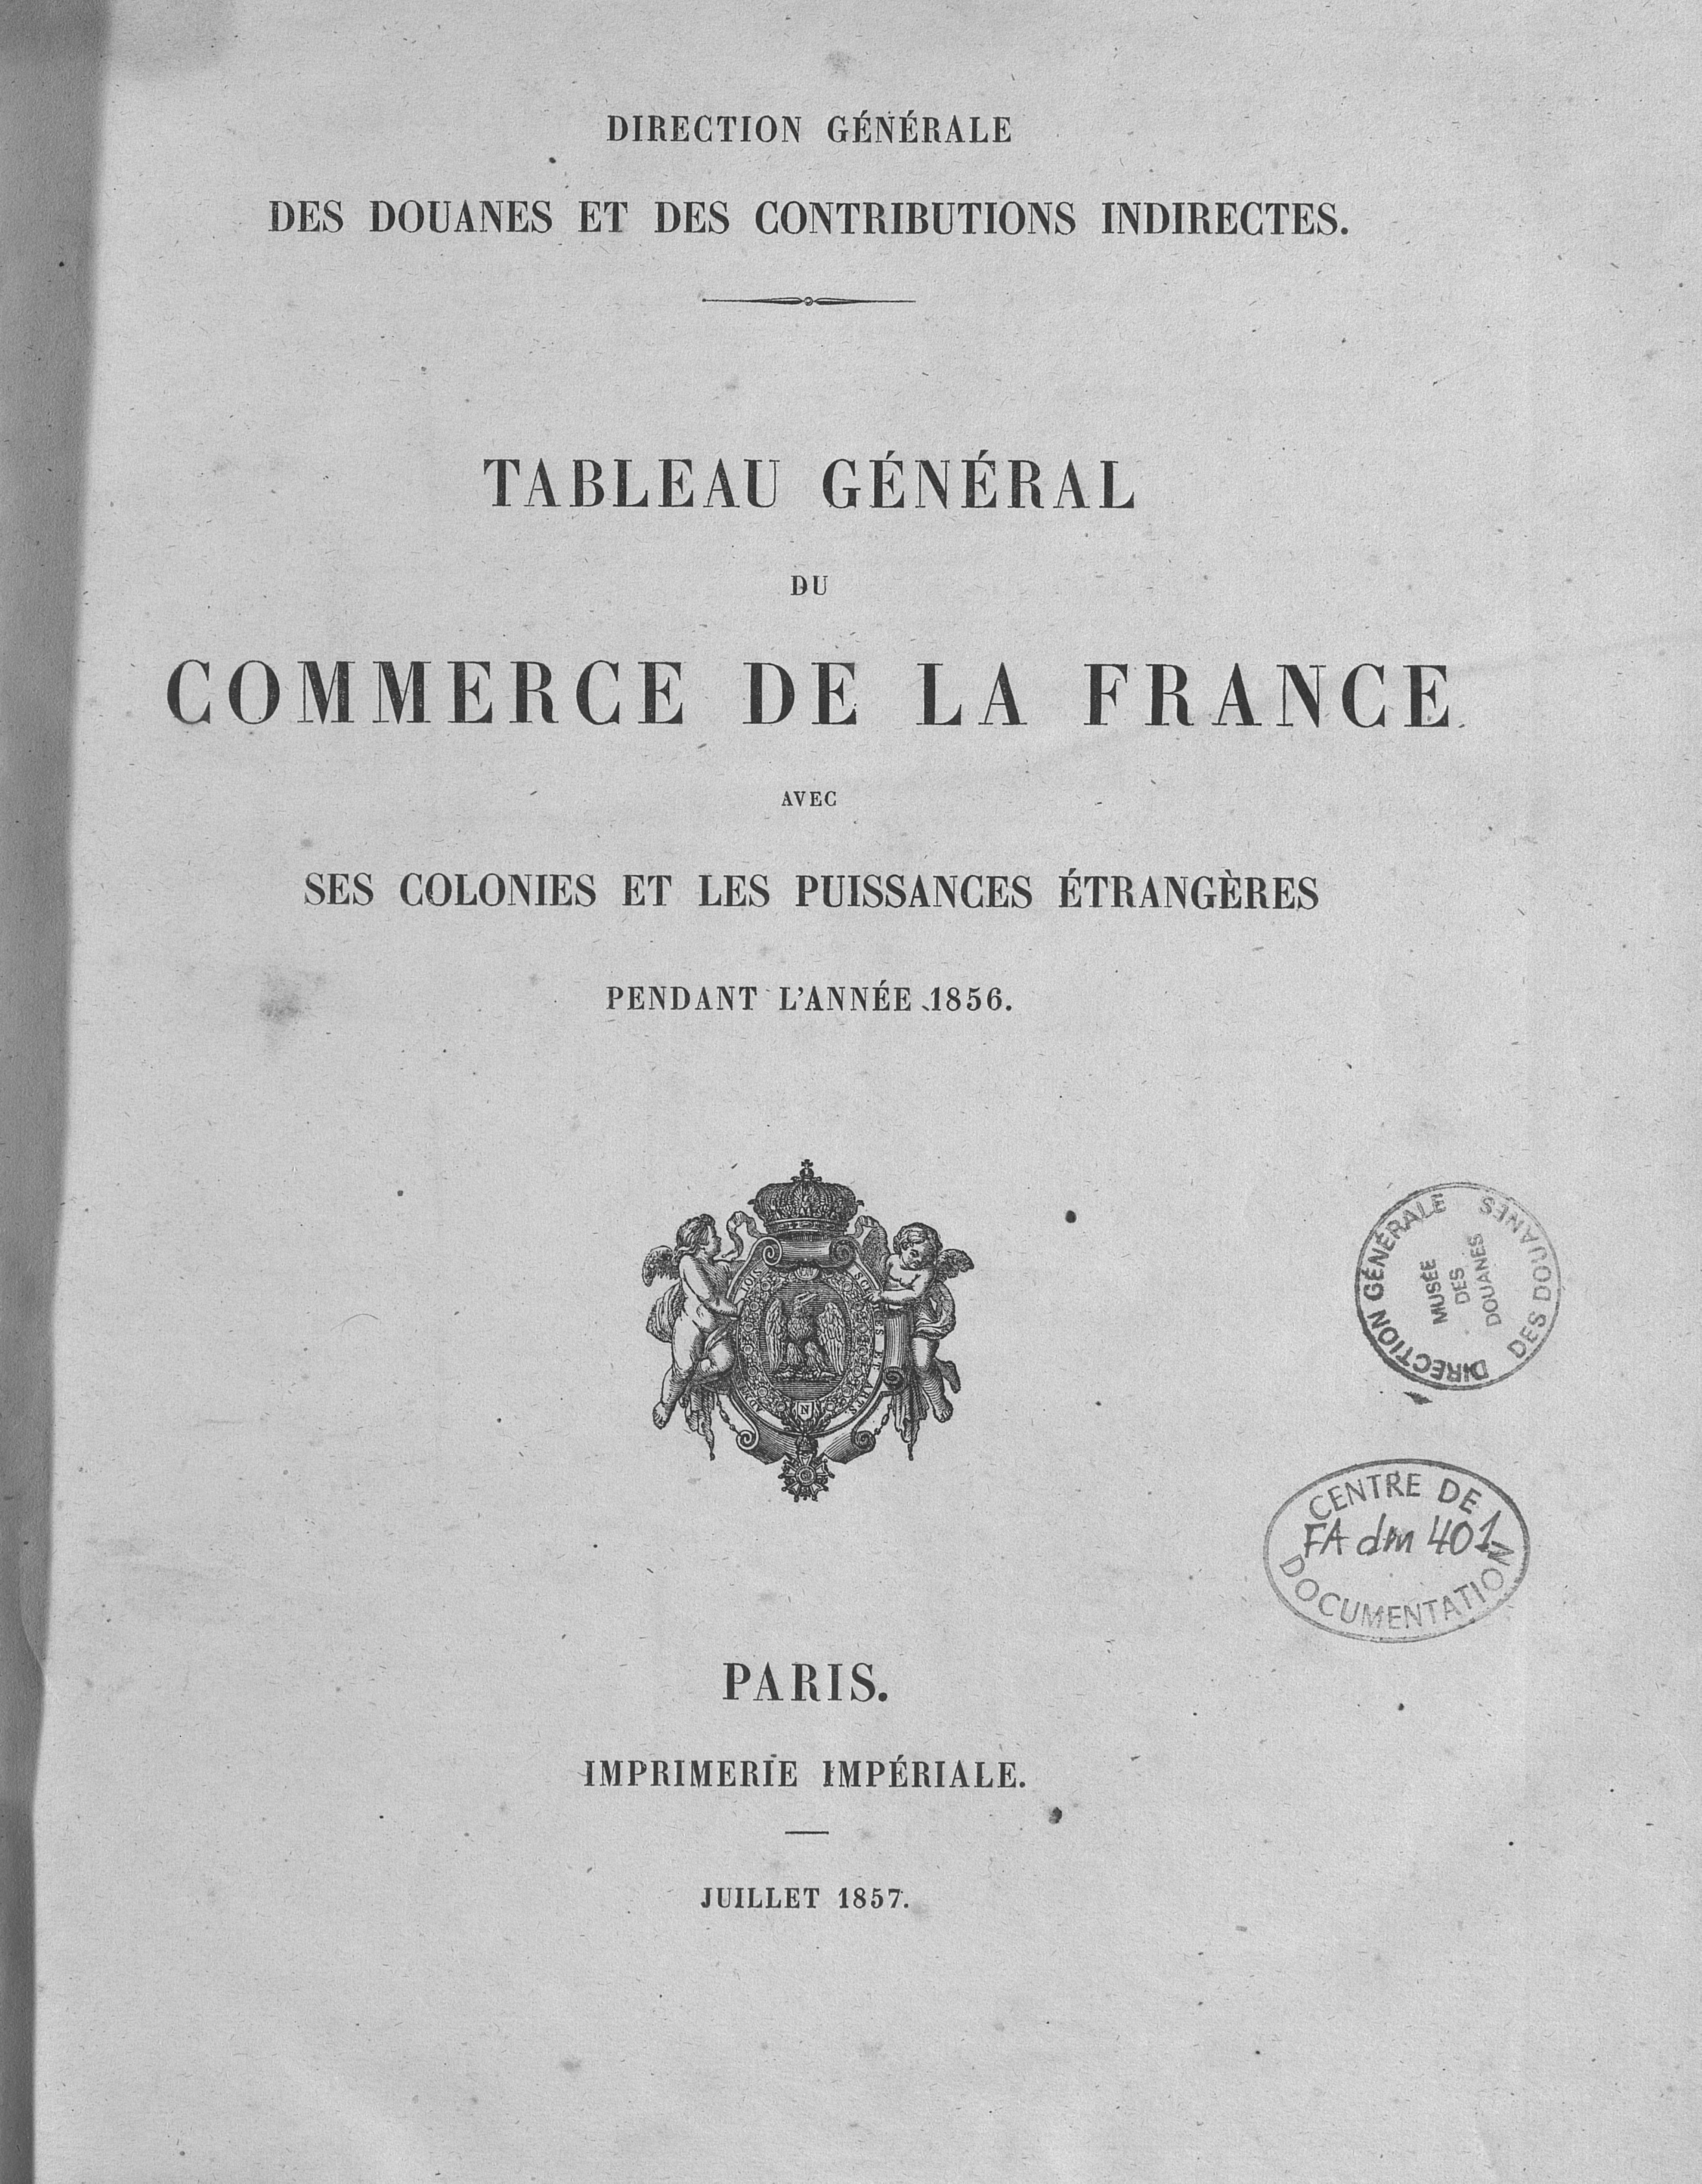 DIRECTION GÉNÉRALE
DES DOUANES ET DES CONTRIBUTIONS INDIRECTES.
TABLEAU GÉNÉRAL
DU
COMMERCE DE LA FRANCE
AVEC
SES COLONIES ET LES PUISSANCES ÉTRANGÈRES
PENDANT L'ANNÉE 1856.
DIRECTION GÉNÉRALE DES DOUANES
MUSÉE
DES
DOUANES
N
CENTRE DE
FA dm 401
DOCUMENTATION
PARIS.
IMPRIMERIE IMPÉRIALE.
JUILLET 1857.